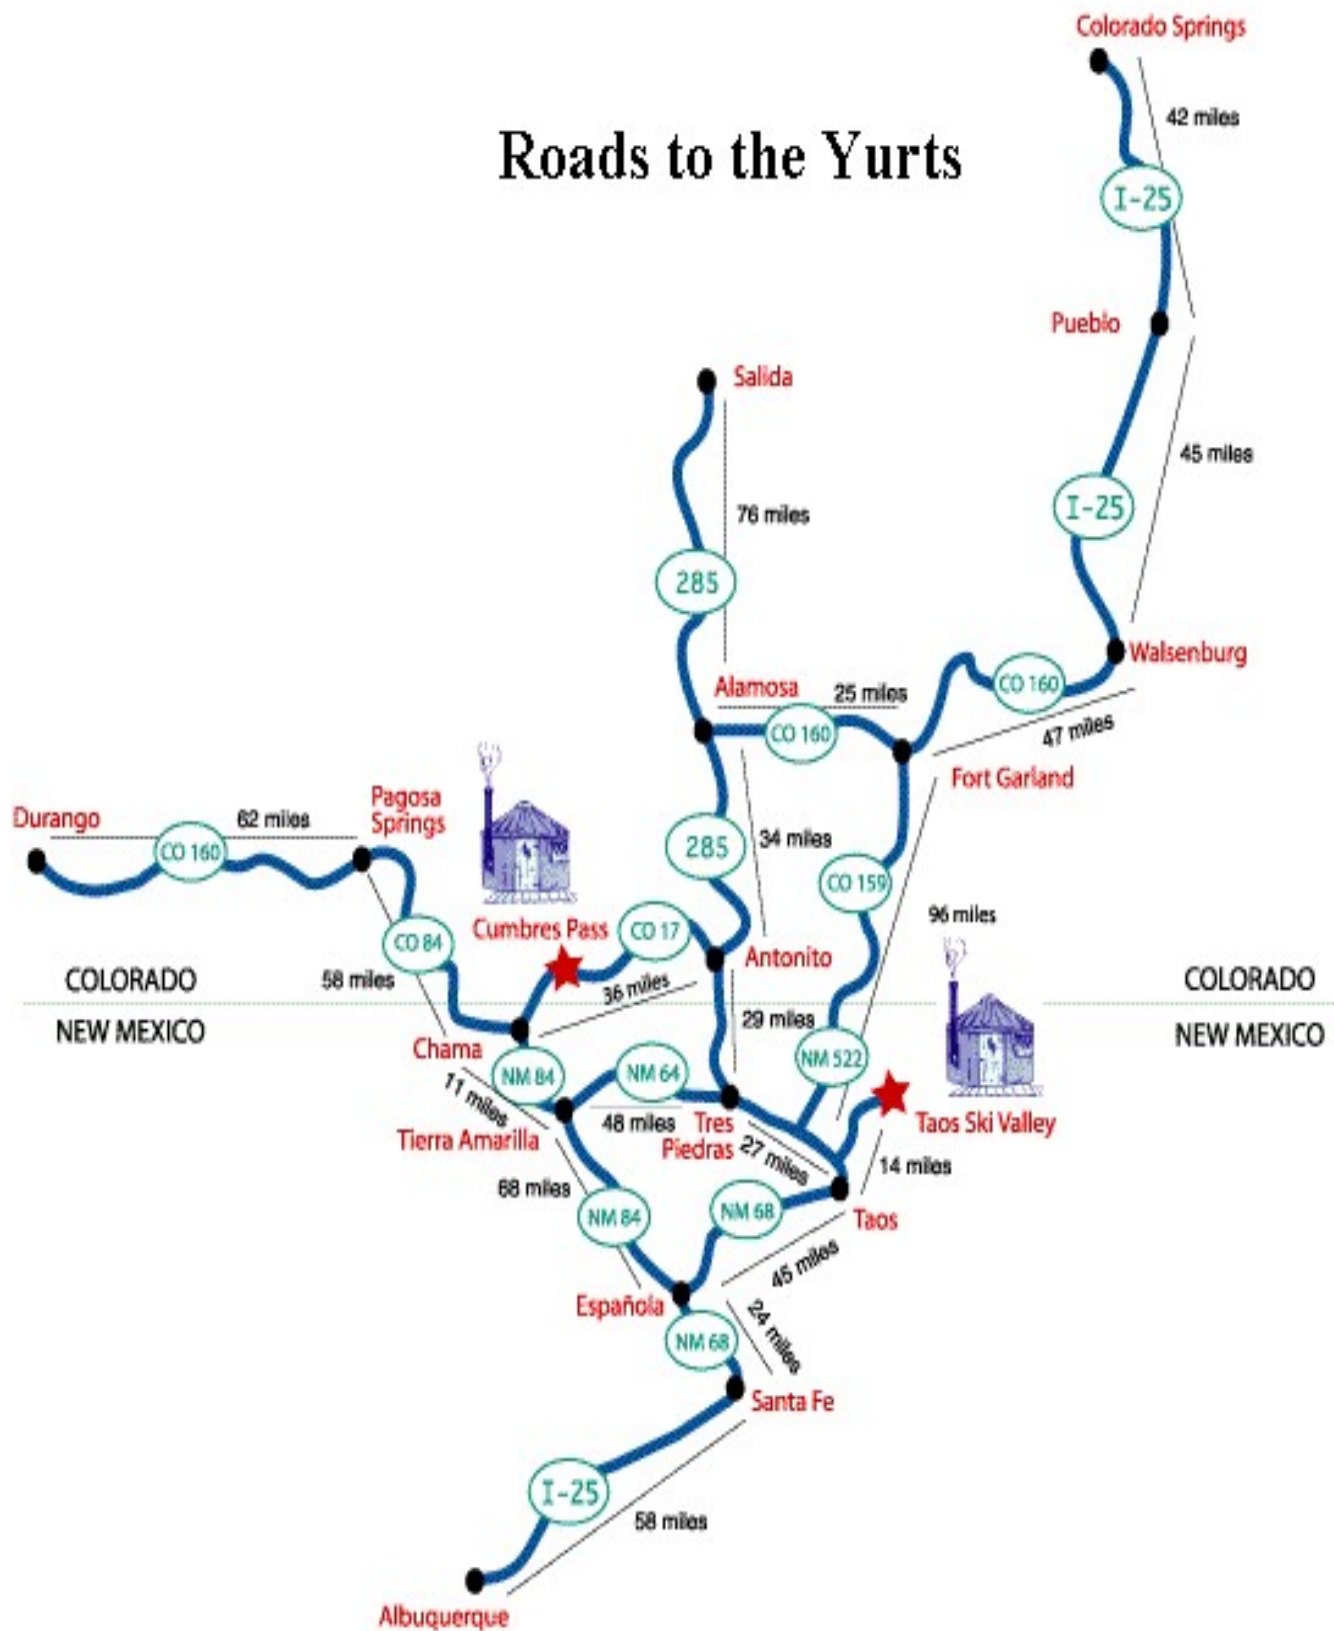 Colorado Springs
42 miles
Roads to the Yurts
I-25
Pueblo
Salida
45 miles
76 miles
I-25
285
Walsenburg
Alamosa
25 miles
CO 160
CO 160
47 miles
Fort Garland
Durango
62 miles
Pagosa
Springs
CO 160
285
34 miles
CO 159
96 miles
Cumbres Pass
CO 17
CO 84
Antonito
58 miles
36 miles
COLORADO
COLORADO
NEW MEXICO
NEW MEXICO
29 miles
Chama
NM 84
NM 64
NM 522
11 miles
48 miles
Tres
Piedras
Taos Ski Valley
Tierra Amarilla
27 miles
14 miles
68 miles
NM 84
NM 68
Taos
45 miles
Española
24 miles
NM 68
Santa Fe
I-25
58 miles
Albuquerque